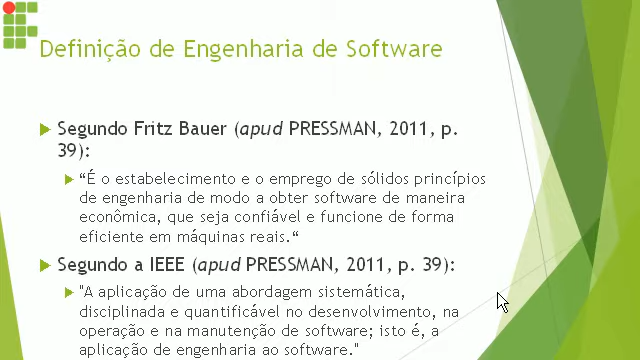 Definição de Engenharia de Software
Segundo Fritz Bauer (apud PRESSMAN, 2011, p.
39):
“É o estabelecimento e o emprego de sólidos princípios
de engenharia de modo a obter software de maneira
econômica, que seja confiável e funcione de forma
eficiente em máquinas reais.“
Segundo a IEEE (apud PRESSMAN, 2011, p. 39):
"A aplicação de uma abordagem sistemática,
disciplinada e quantificável no desenvolvimento, na
operação e na manutenção de software; isto é, a
aplicação de engenharia ao software."